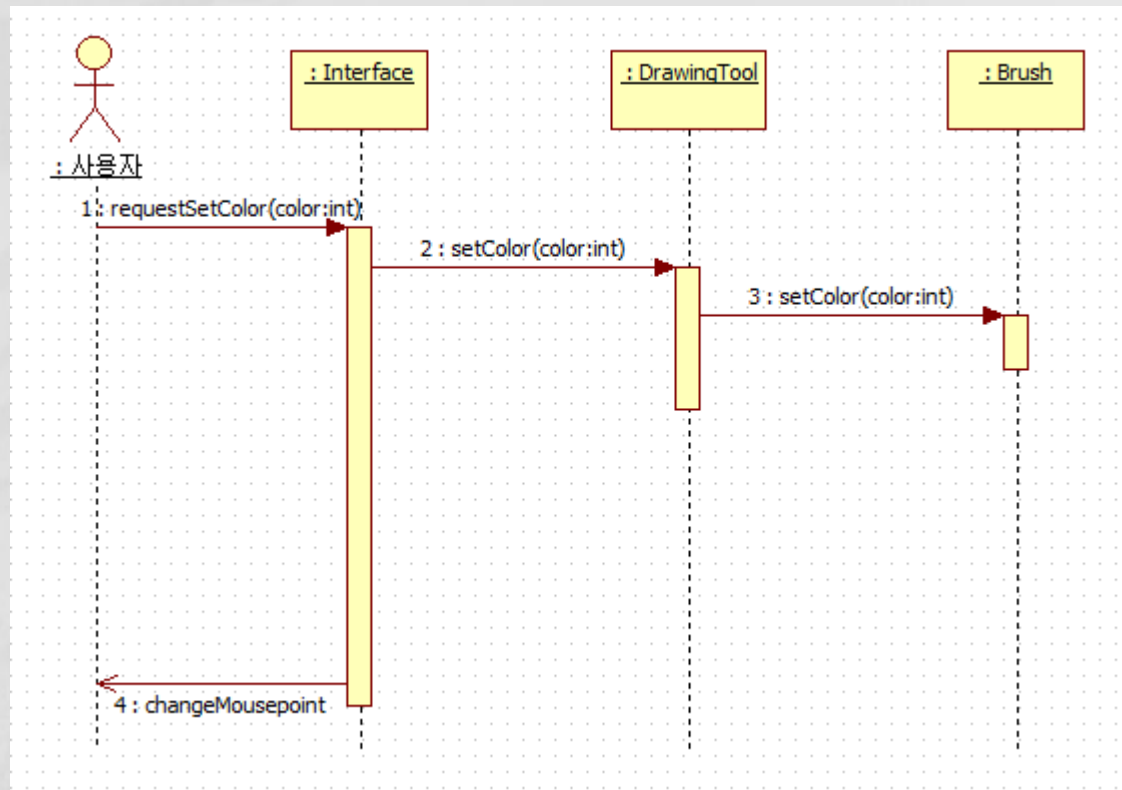 : Interface
: DrawingTool
: Brush
: 사용자
1 : requestSetColor(color:int)
2 : setColor(color:int)
3 : setColor(color:int)
4 : changeMousepoint